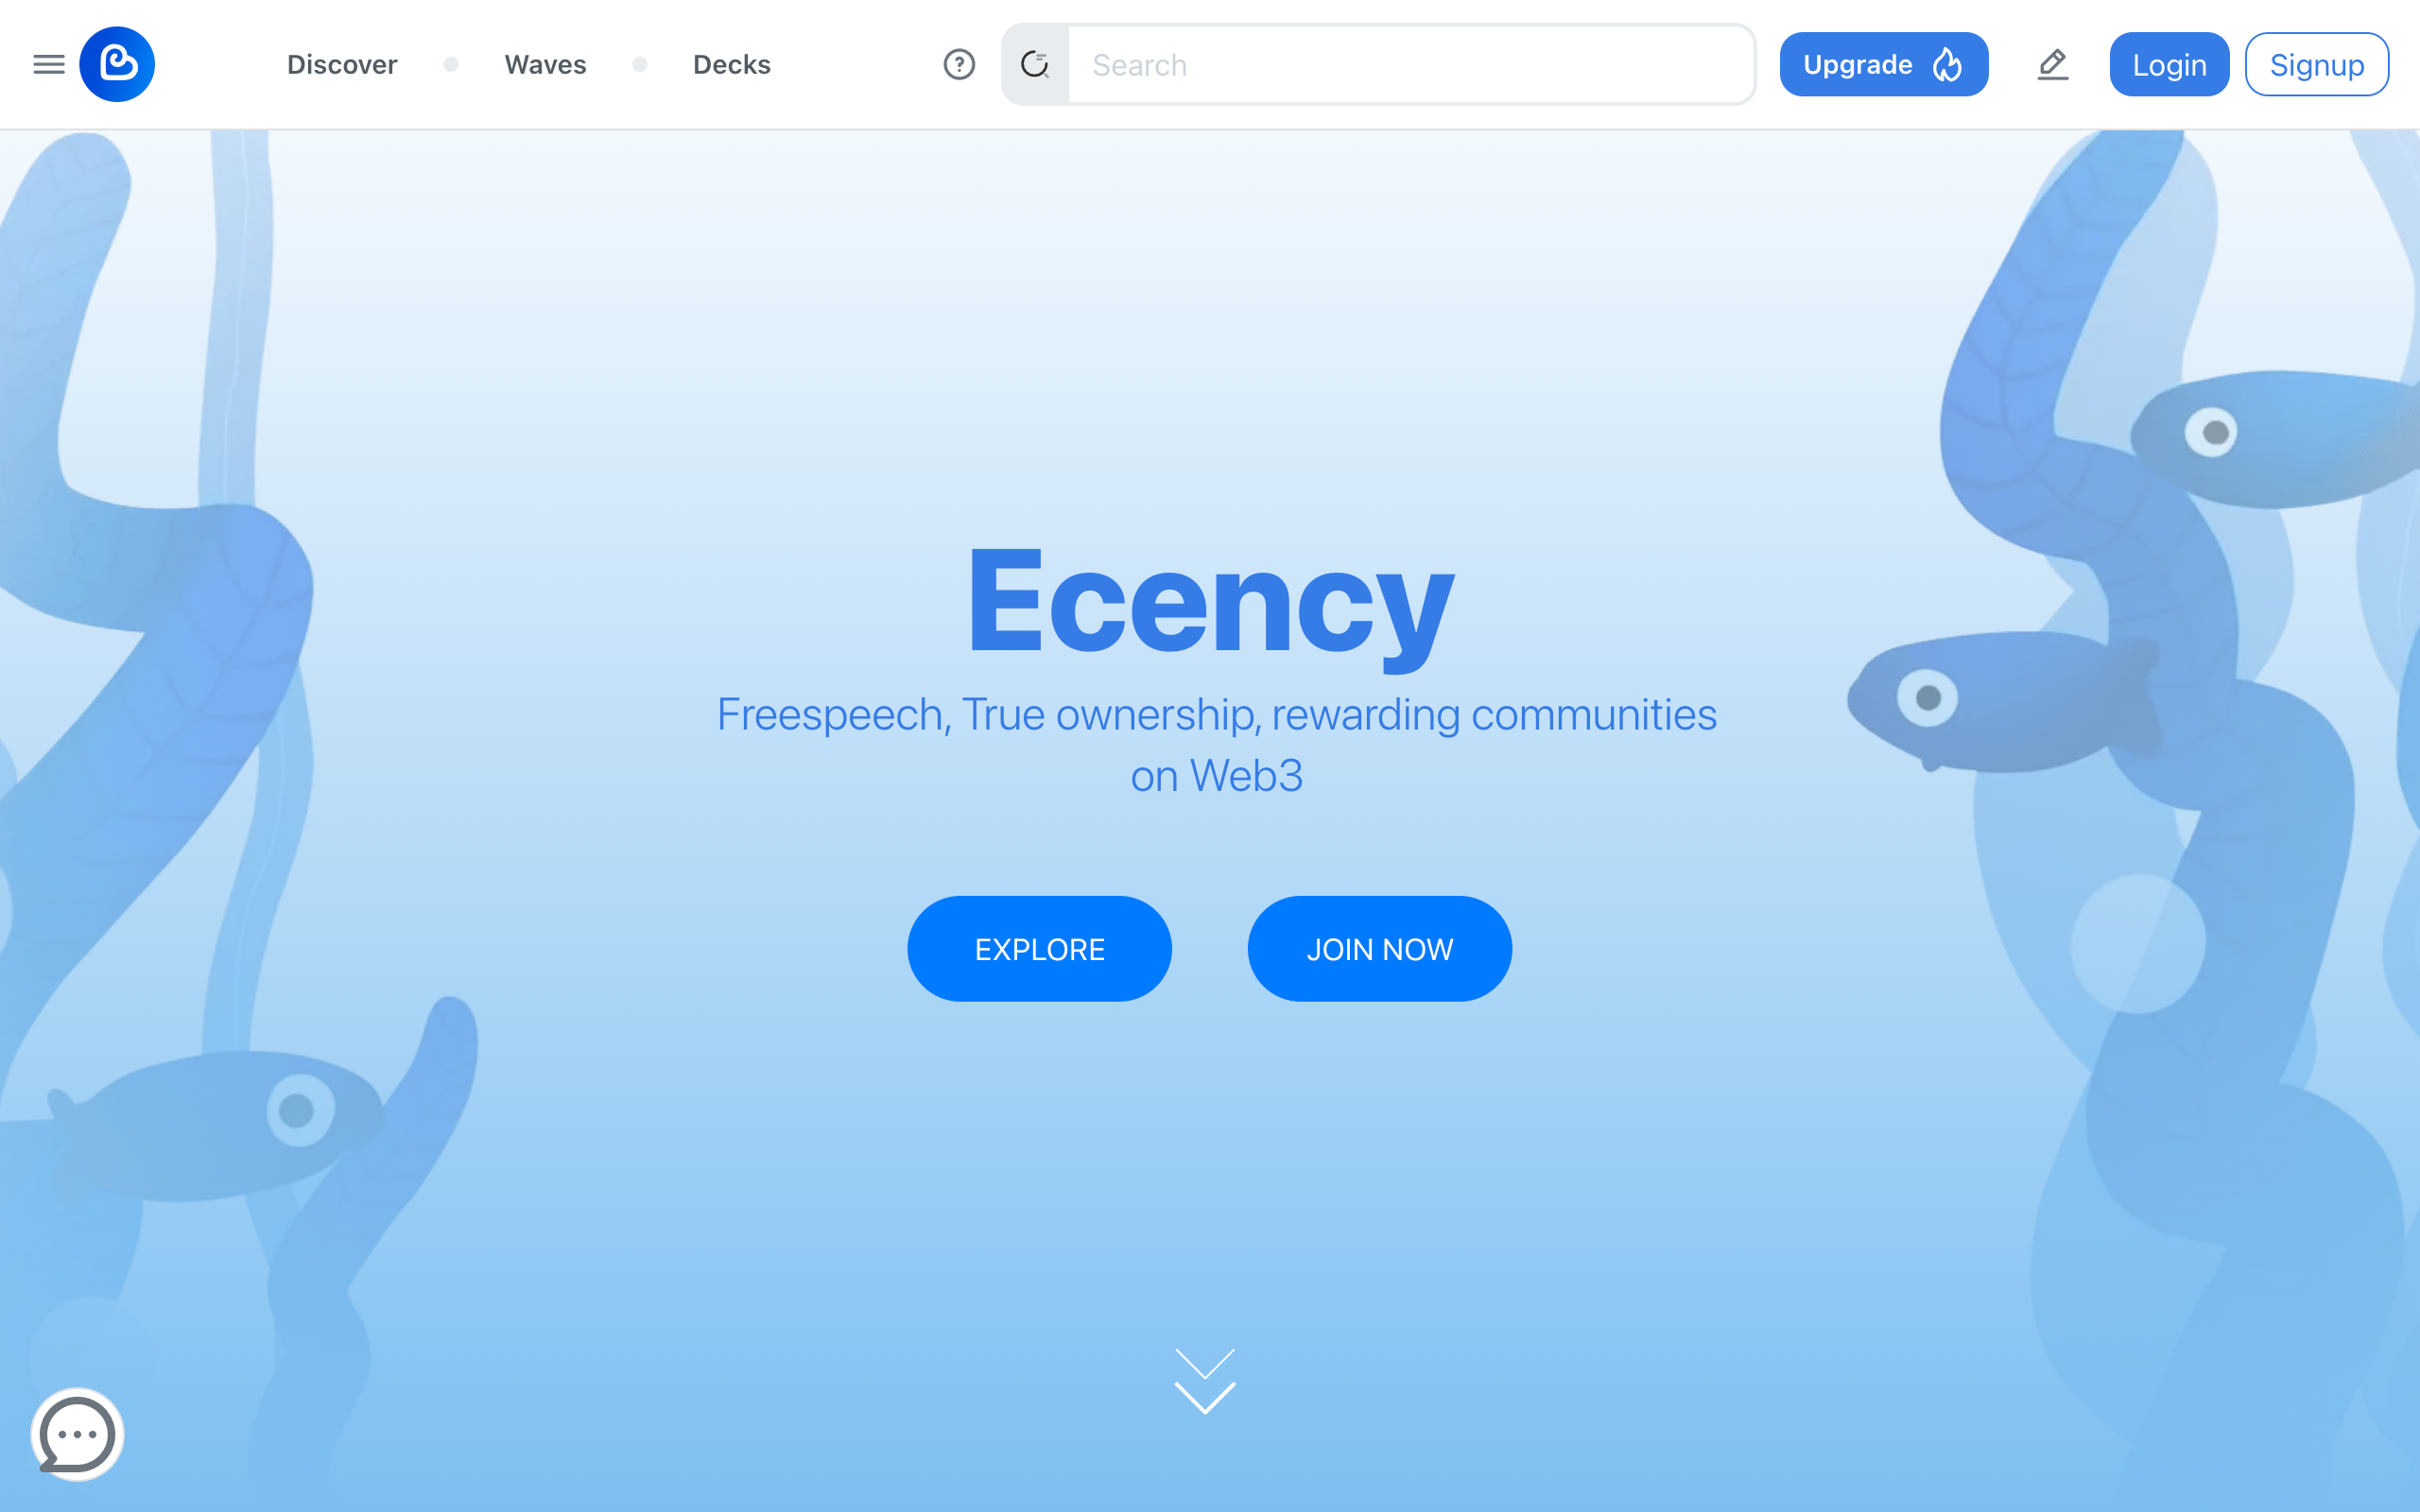 Discover
Waves
Decks
Search
Upgrade
Login
Signup
Ecency
Freespeech, True ownership, rewarding communities
on Web3
EXPLORE
JOIN NOW